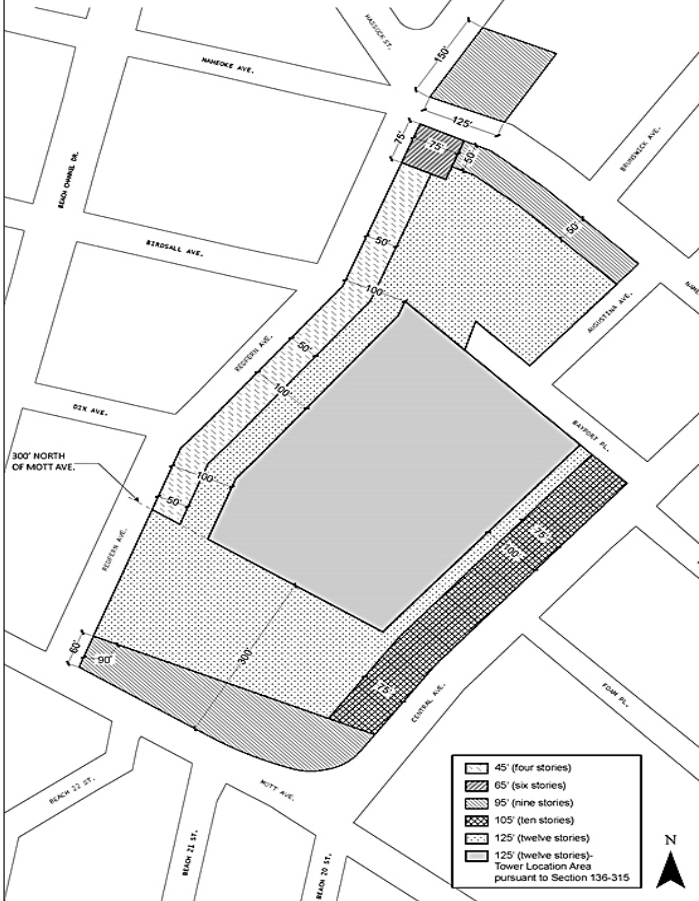 HASSOCK ST.
NAMEOKE AVE.
150'
125'
75'
75'
50'
BRUNSWICK AVE.
BEACH CHANNEL DR.
50'
50'
BIRDSALL AVE.
100'
AUGUSTINA AVE.
REDFERN AVE.
50'
100'
DIX AVE.
BAYPORT PL.
300' NORTH
OF MOTT AVE.
100'
50'
75'
100'
REDFERN AVE.
60'
90'
300'
75'
CENTRAL AVE.
FOAM PL.
MOTT AVE.
BEACH 22 ST.
BEACH 21 ST.
BEACH 20 ST.
45' (four stories)
65' (six stories)
95' (nine stories)
105' (ten stories)
125' (twelve stories)
125' (twelve stories)-
Tower Location Area
pursuant to Section 136-315
N